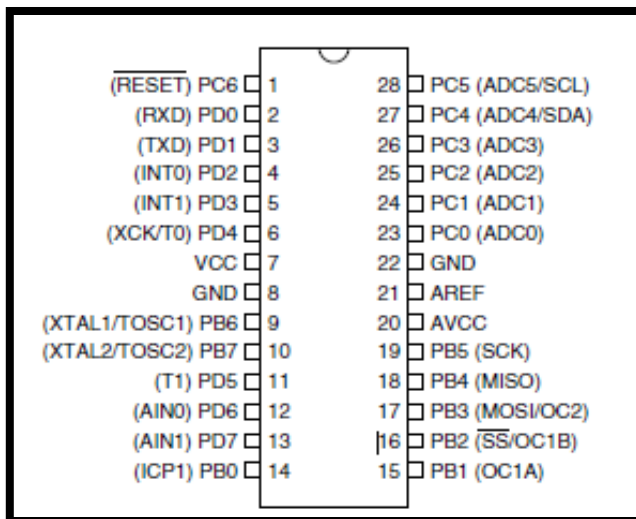 (RESET) PC6 1 28 PC5 (ADC5/SCL)
(RXD) PD0 2 27 PC4 (ADC4/SDA)
(TXD) PD1 3 26 PC3 (ADC3)
(INT0) PD2 4 25 PC2 (ADC2)
(INT1) PD3 5 24 PC1 (ADC1)
(XCK/T0) PD4 6 23 PC0 (ADC0)
VCC 7 22 GND
GND 8 21 AREF
(XTAL1/TOSC1) PB6 9 20 AVCC
(XTAL2/TOSC2) PB7 10 19 PB5 (SCK)
(T1) PD5 11 18 PB4 (MISO)
(AIN0) PD6 12 17 PB3 (MOSI/OC2)
(AIN1) PD7 13 16 PB2 (SS/OC1B)
(ICP1) PB0 14 15 PB1 (OC1A)